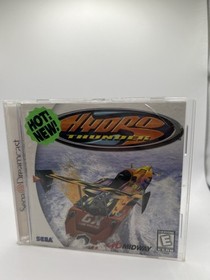 HOT!
NEW!
HYDRO
THUNDER
Sega Dreamcast
SEGA
MIDWAY
E